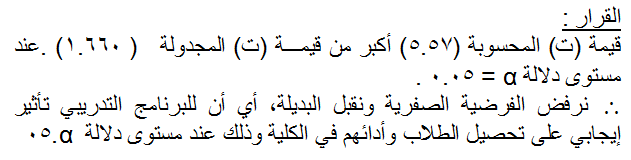 القرار :
قيمة (ت) المحسوبة (٥.٥٧) أكبر من قيمـــة (ت) المجدولة ( ١.٦٦٠ ) .عند
مستوى دلالة α = ٠.٠٥ .
∴ نرفض الفرضية الصفرية ونقبل البديلة، أي أن للبرنامج التدريبي تأثير
إيجابي على تحصيل الطلاب وأدائهم في الكلية وذلك عند مستوى دلالة α.٠٥